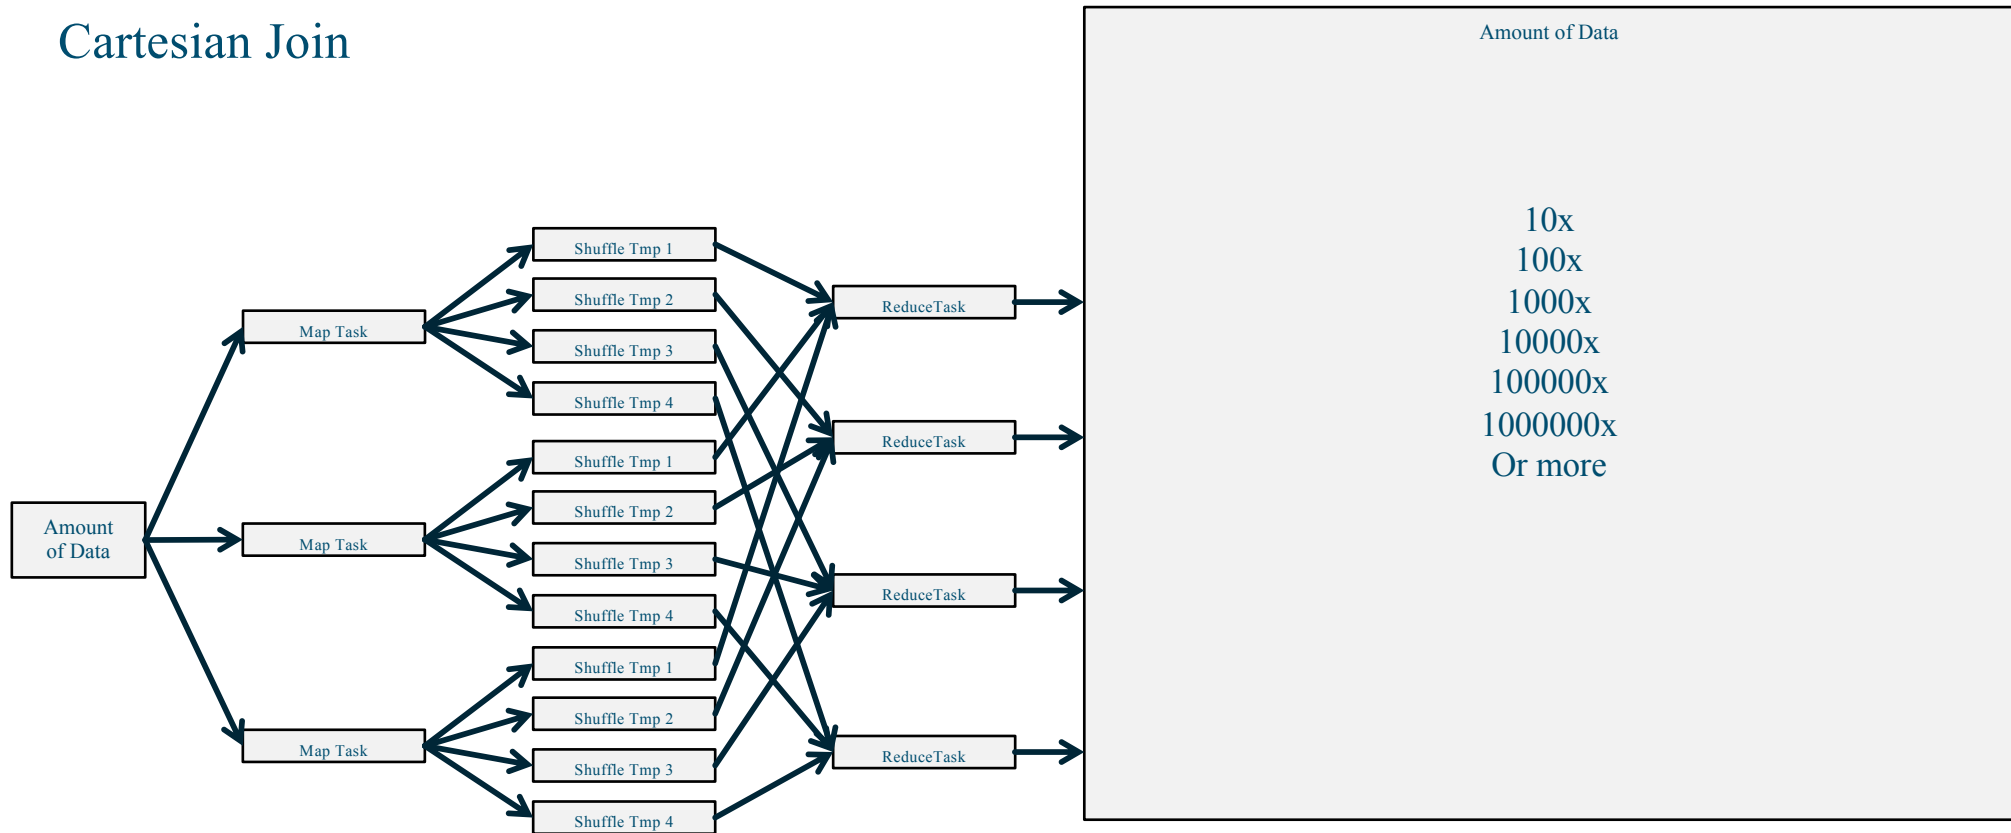 Cartesian Join
Amount of Data
10x
100x
1000x
10000x
100000x
1000000x
Or more
Amount
of Data
Map Task
Map Task
Map Task
Shuffle Tmp 1
Shuffle Tmp 2
Shuffle Tmp 3
Shuffle Tmp 4
Shuffle Tmp 1
Shuffle Tmp 2
Shuffle Tmp 3
Shuffle Tmp 4
Shuffle Tmp 1
Shuffle Tmp 2
Shuffle Tmp 3
Shuffle Tmp 4
ReduceTask
ReduceTask
ReduceTask
ReduceTask